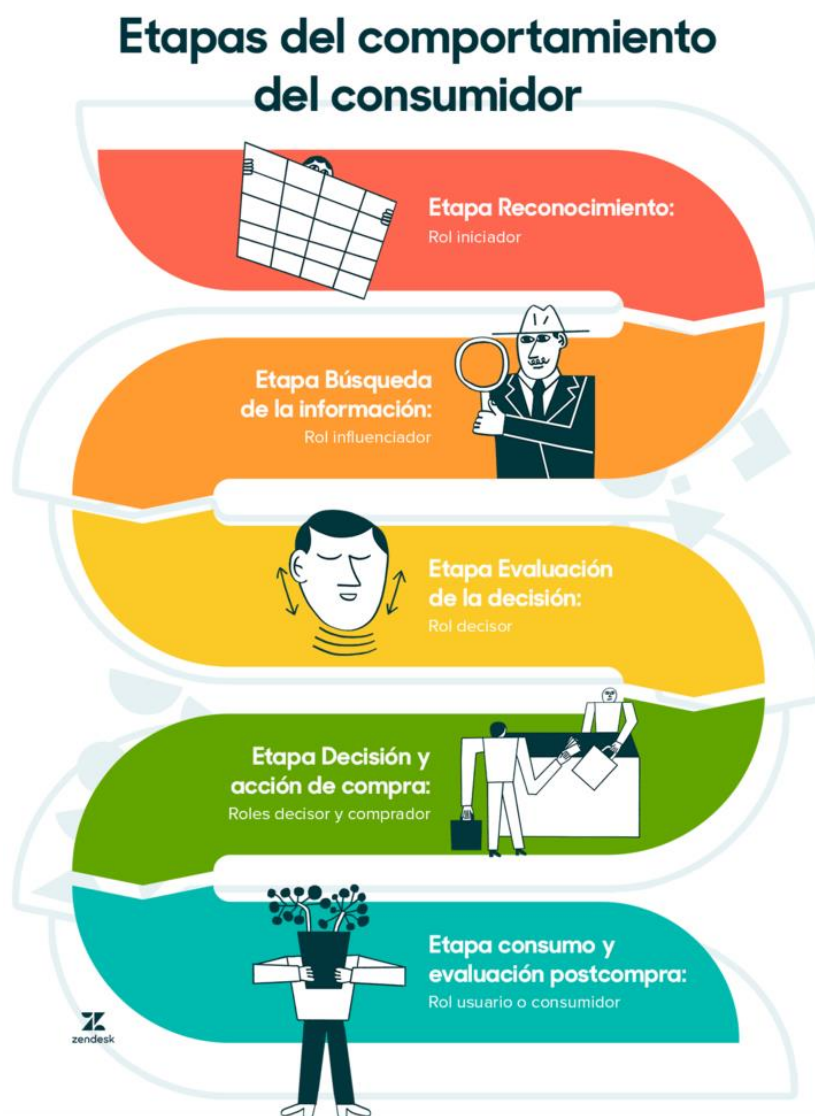 Etapas del comportamiento
del consumidor
Etapa Reconocimiento:
Rol iniciador
Etapa Búsqueda
de la información:
Rol influenciador
Etapa Evaluación
de la decisión:
Rol decisor
Etapa Decisión y
acción de compra:
Roles decisor y comprador
Etapa consumo y
evaluación postcompra:
Rol usuario o consumidor
zendesk